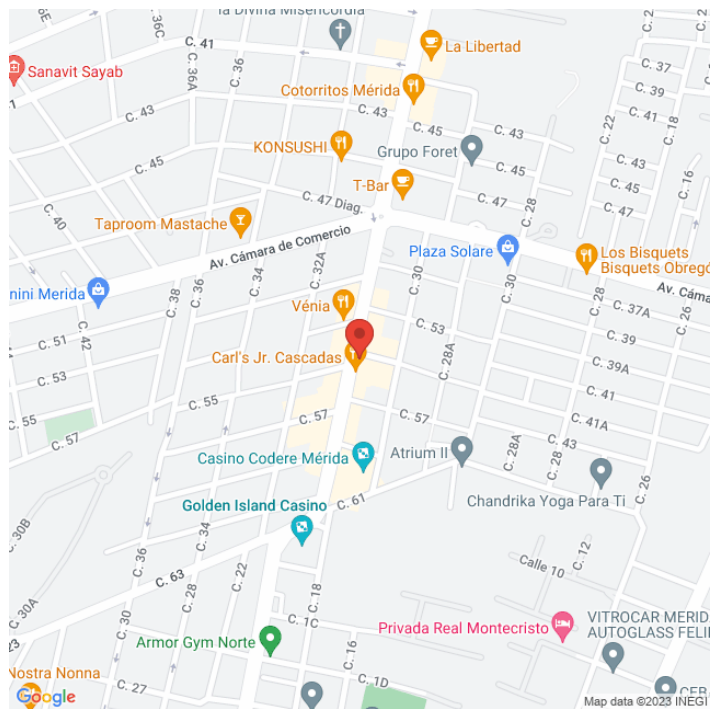 la Divina Misericordia
La Libertad
C. 36C
C. 36
C. 41
C. 36A
Sanavit Sayab
C. 37
C. 39
C. 41
C. 22
C. 18
Cotorritos Mérida
C. 43
C. 43
C. 45
C. 43
KONSUSHI
Grupo Foret
C. 45
C. 45
C. 43
C. 45
C. 16
T-Bar
C. 47
C. 47
C. 47 Diag.
C. 40
Taproom Mastache
Av. Cámara de Comercio
C. 28
Plaza Solare
Los Bisquets
Bisquets Obregó
Av. Cáma
nini Merida
C. 38
C. 36
C. 34
C. 32A
C. 30
C. 28
C. 26
Vénia
C. 37A
C. 51
C. 42
C. 53
C. 39
C. 53
C. 30
C. 28A
C. 39A
Carl's Jr. Cascadas
C. 41
C. 55
C. 55
C. 57
C. 57
C. 41A
C. 57
C. 43
C. 28A
C. 28
C. 26
Casino Codere Mérida
Atrium II
Chandrika Yoga Para Ti
Golden Island Casino
C. 61
C. 30B
C. 36
C. 34
C. 63
C. 22
C. 12
Calle 10
C. 30A
C. 30
C. 28
C. 18
C. 1C
C. 16
Privada Real Montecristo
VITROCAR MERID
AUTOGLASS FELI
Armor Gym Norte
Nostra Nonna
C. 27
C. 1D
CER
Google
Map data ©2023 INEGI